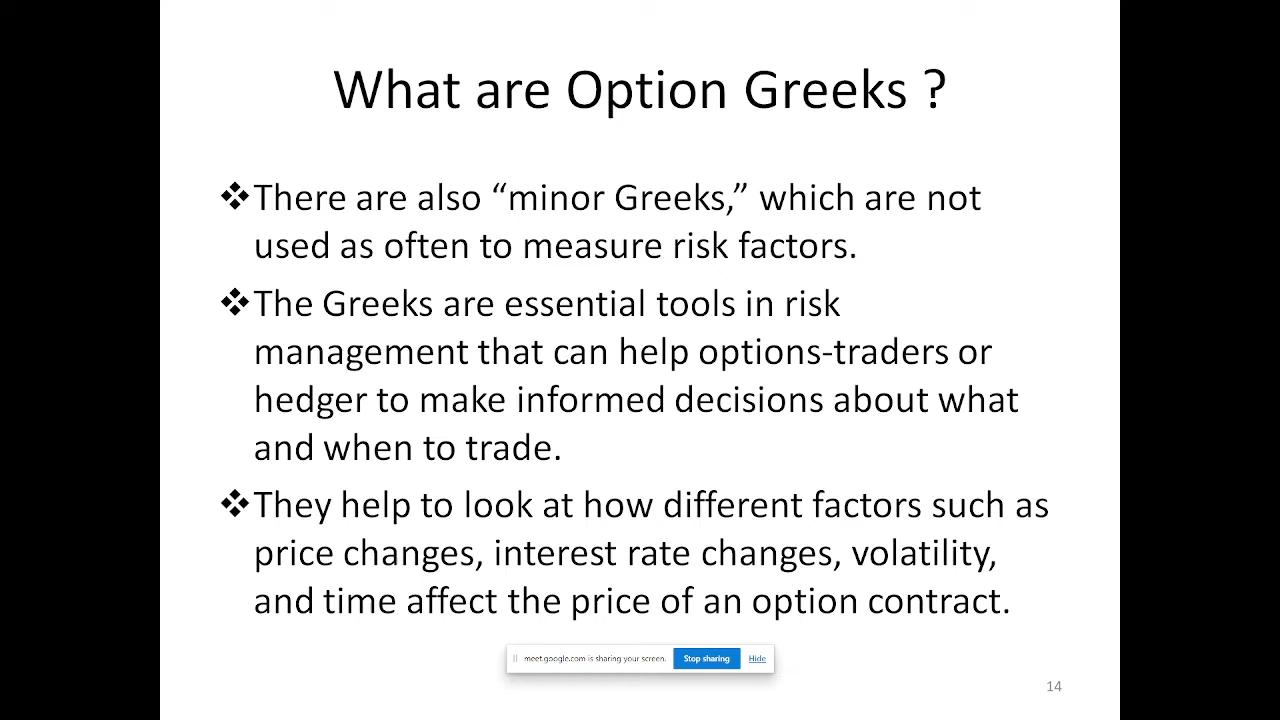 What are Option Greeks ?
❖There are also “minor Greeks,” which are not
used as often to measure risk factors.
❖The Greeks are essential tools in risk
management that can help options-traders or
hedger to make informed decisions about what
and when to trade.
❖They help to look at how different factors such as
price changes, interest rate changes, volatility,
and time affect the price of an option contract.
meet.google.com is sharing your screen. Stop sharing Hide
14